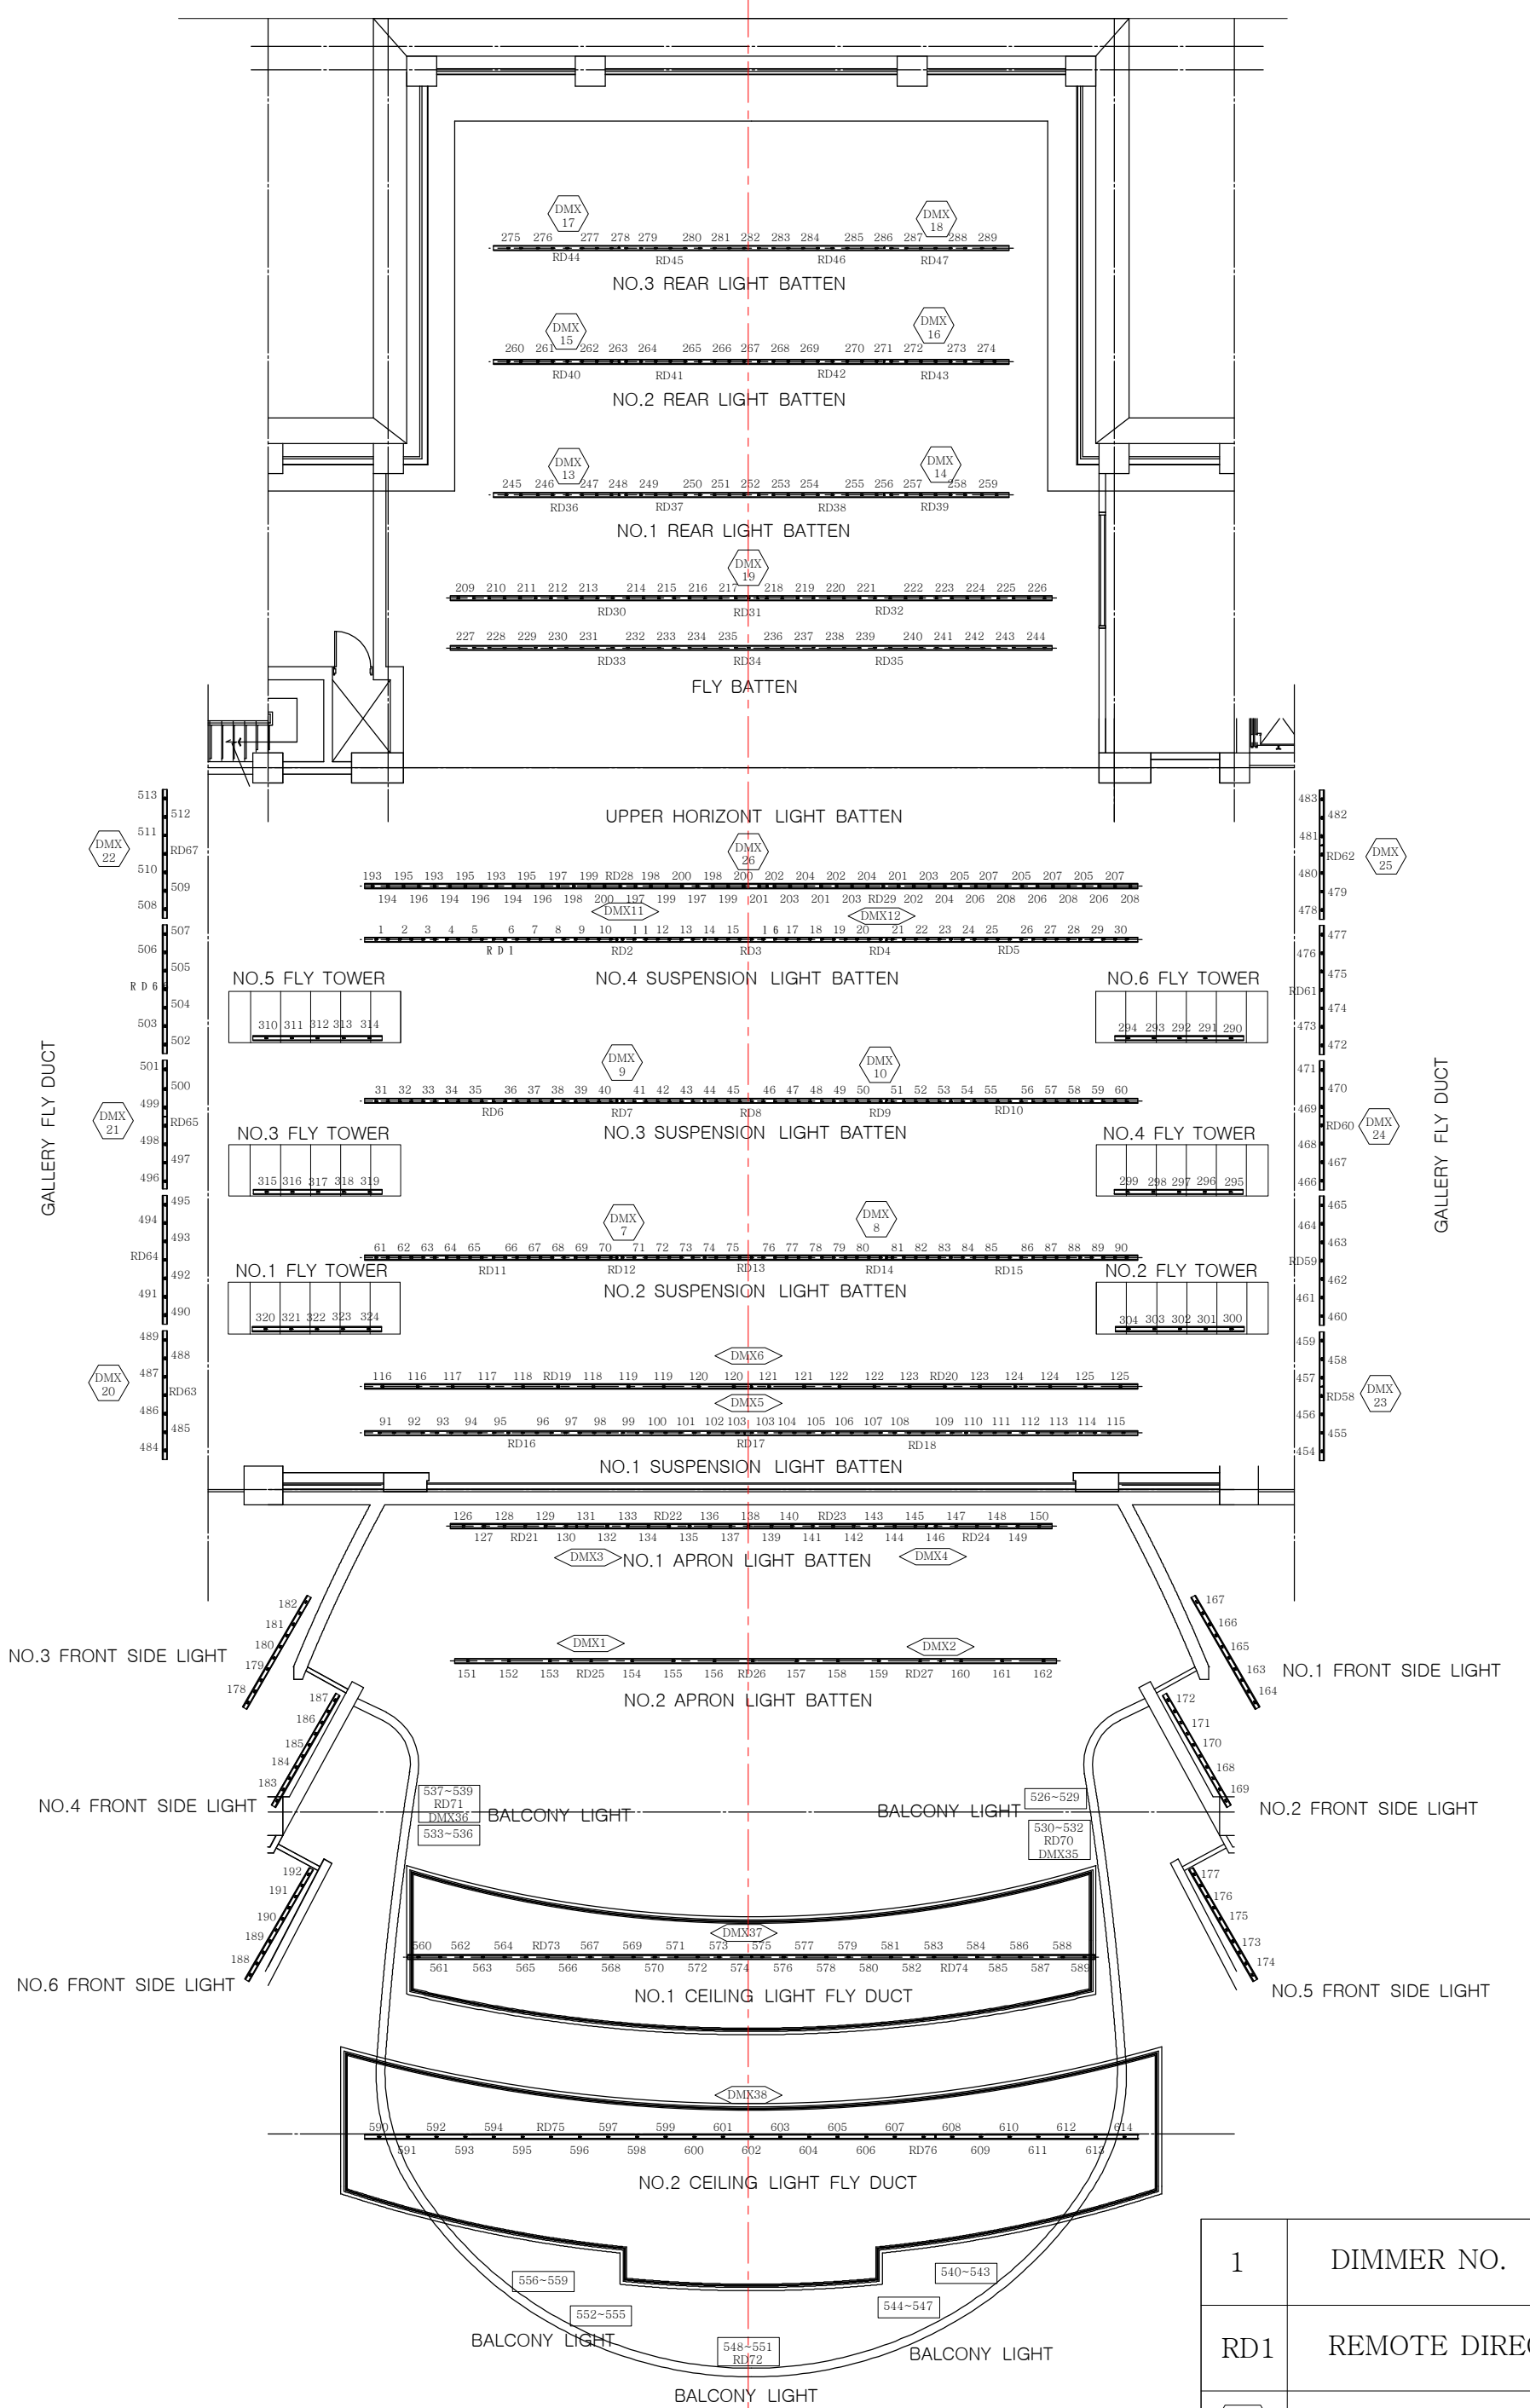 DMX
17
DMX
18
275 276 277 278 279 280 281 282 283 284 285 286 287 288 289
RD44 RD45 RD46 RD47
NO.3 REAR LIGHT BATTEN
DMX
15
DMX
16
260 261 262 263 264 265 266 267 268 269 270 271 272 273 274
RD40 RD41 RD42 RD43
NO.2 REAR LIGHT BATTEN
DMX
13
DMX
14
245 246 247 248 249 250 251 252 253 254 255 256 257 258 259
RD36 RD37 RD38 RD39
NO.1 REAR LIGHT BATTEN
DMX
19
209 210 211 212 213 214 215 216 217 218 219 220 221 222 223 224 225 226
RD30 RD31 RD32
227 228 229 230 231 232 233 234 235 236 237 238 239 240 241 242 243 244
RD33 RD34 RD35
FLY BATTEN
UPPER HORIZONT LIGHT BATTEN
DMX
26
193 195 193 195 193 195 197 199 RD28 198 200 198 200 202 204 202 204 201 203 205 207 205 207 205 207
194 196 194 196 194 196 198 200 197 199 197 199 201 203 201 203 RD29 202 204 206 208 206 208 206 208
DMX11 DMX12
1 2 3 4 5 6 7 8 9 10 11 12 13 14 15 16 17 18 19 20 21 22 23 24 25 26 27 28 29 30
RD1 RD2 RD3 RD4 RD5
NO.4 SUSPENSION LIGHT BATTEN
NO.5 FLY TOWER
310 311 312 313 314
NO.6 FLY TOWER
294 293 292 291 290
DMX
9
DMX
10
31 32 33 34 35 36 37 38 39 40 41 42 43 44 45 46 47 48 49 50 51 52 53 54 55 56 57 58 59 60
RD6 RD7 RD8 RD9 RD10
NO.3 SUSPENSION LIGHT BATTEN
NO.3 FLY TOWER
315 316 317 318 319
NO.4 FLY TOWER
299 298 297 296 295
DMX
7
DMX
8
61 62 63 64 65 66 67 68 69 70 71 72 73 74 75 76 77 78 79 80 81 82 83 84 85 86 87 88 89 90
RD11 RD12 RD13 RD14 RD15
NO.2 SUSPENSION LIGHT BATTEN
NO.1 FLY TOWER
320 321 322 323 324
NO.2 FLY TOWER
304 303 302 301 300
DMX6
116 116 117 117 118 RD19 118 119 119 120 120 121 121 122 122 123 RD20 123 124 124 125 125
DMX5
91 92 93 94 95 96 97 98 99 100 101 102 103 103 104 105 106 107 108 109 110 111 112 113 114 115
RD16 RD17 RD18
NO.1 SUSPENSION LIGHT BATTEN
GALLERY FLY DUCT
513
512
511
RD67
510
509
508
DMX
22
507
506
505
RD6
504
503
502
501
500
499
RD65
498
497
496
DMX
21
495
494
493
RD64
492
491
490
489
488
487
RD63
486
485
484
DMX
20
483
482
481
RD62
480
479
478
DMX
25
477
476
475
RD61
474
473
472
471
470
469
RD60
468
467
466
DMX
24
465
464
463
RD59
462
461
460
459
458
457
RD58
456
455
454
DMX
23
GALLERY FLY DUCT
126 128 129 131 133 RD22 136 138 140 RD23 143 145 147 148 150
127 RD21 130 132 134 135 137 139 141 142 144 146 RD24 149
DMX3 DMX4
NO.1 APRON LIGHT BATTEN
DMX1 DMX2
151 152 153 RD25 154 155 156 RD26 157 158 159 RD27 160 161 162
NO.2 APRON LIGHT BATTEN
182
181
180
179
178
NO.3 FRONT SIDE LIGHT
167
166
165
163
164
NO.1 FRONT SIDE LIGHT
187
186
185
184
183
NO.4 FRONT SIDE LIGHT
172
171
170
168
169
NO.2 FRONT SIDE LIGHT
537~539
RD71
DMX36
533~536
BALCONY LIGHT
BALCONY LIGHT
526~529
530~532
RD70
DMX35
192
191
190
189
188
NO.6 FRONT SIDE LIGHT
177
176
175
173
174
NO.5 FRONT SIDE LIGHT
DMX37
560 562 564 RD73 567 569 571 573 575 577 579 581 583 584 586 588
561 563 565 566 568 570 572 574 576 578 580 582 RD74 585 587 589
NO.1 CEILING LIGHT FLY DUCT
DMX38
590 592 594 RD75 597 599 601 603 605 607 608 610 612 614
591 593 595 596 598 600 602 604 606 RD76 609 611 613
NO.2 CEILING LIGHT FLY DUCT
556~559
540~543
552~555
544~547
BALCONY LIGHT
548~551
RD72
BALCONY LIGHT
BALCONY LIGHT
1 DIMMER NO.
RD1 REMOTE DIREC